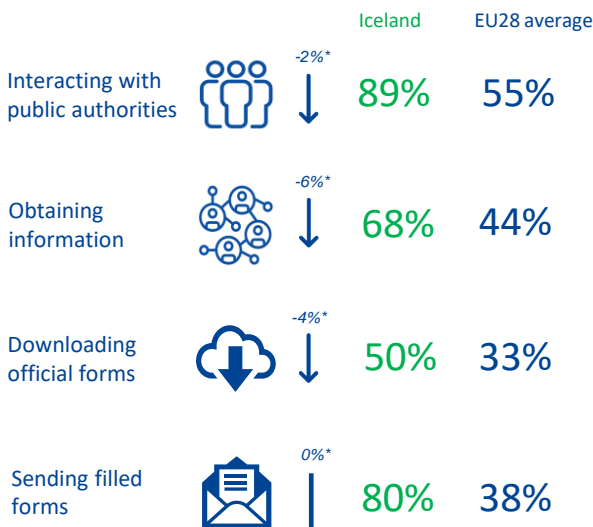 Iceland EU28 average
-2%*
Interacting with
public authorities
89% 55%
-6%*
Obtaining
information
68% 44%
-4%*
Downloading
official forms
50% 33%
0%*
Sending filled
forms
80% 38%